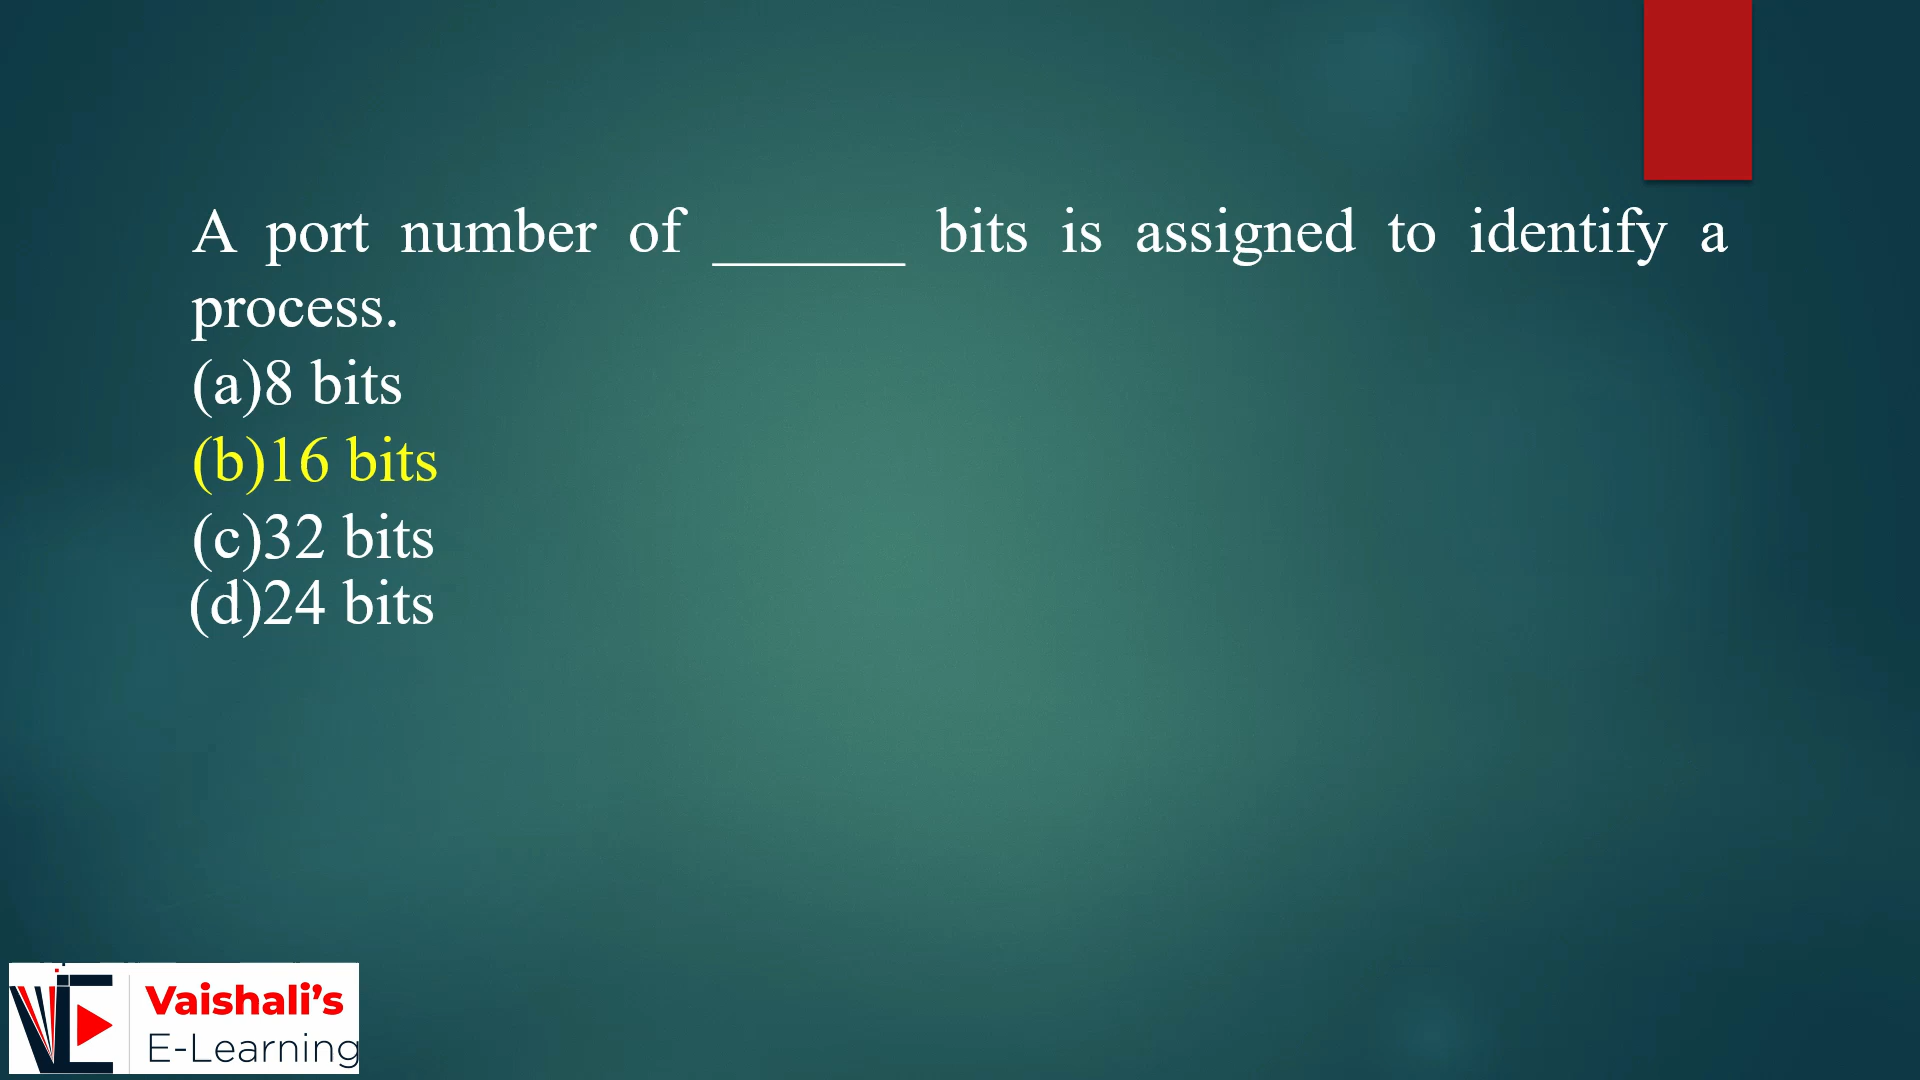 A port number of ______ bits is assigned to identify a
process.
(a)8 bits
(b)16 bits
(c)32 bits
(d)24 bits
Vaishali's
E-Learning